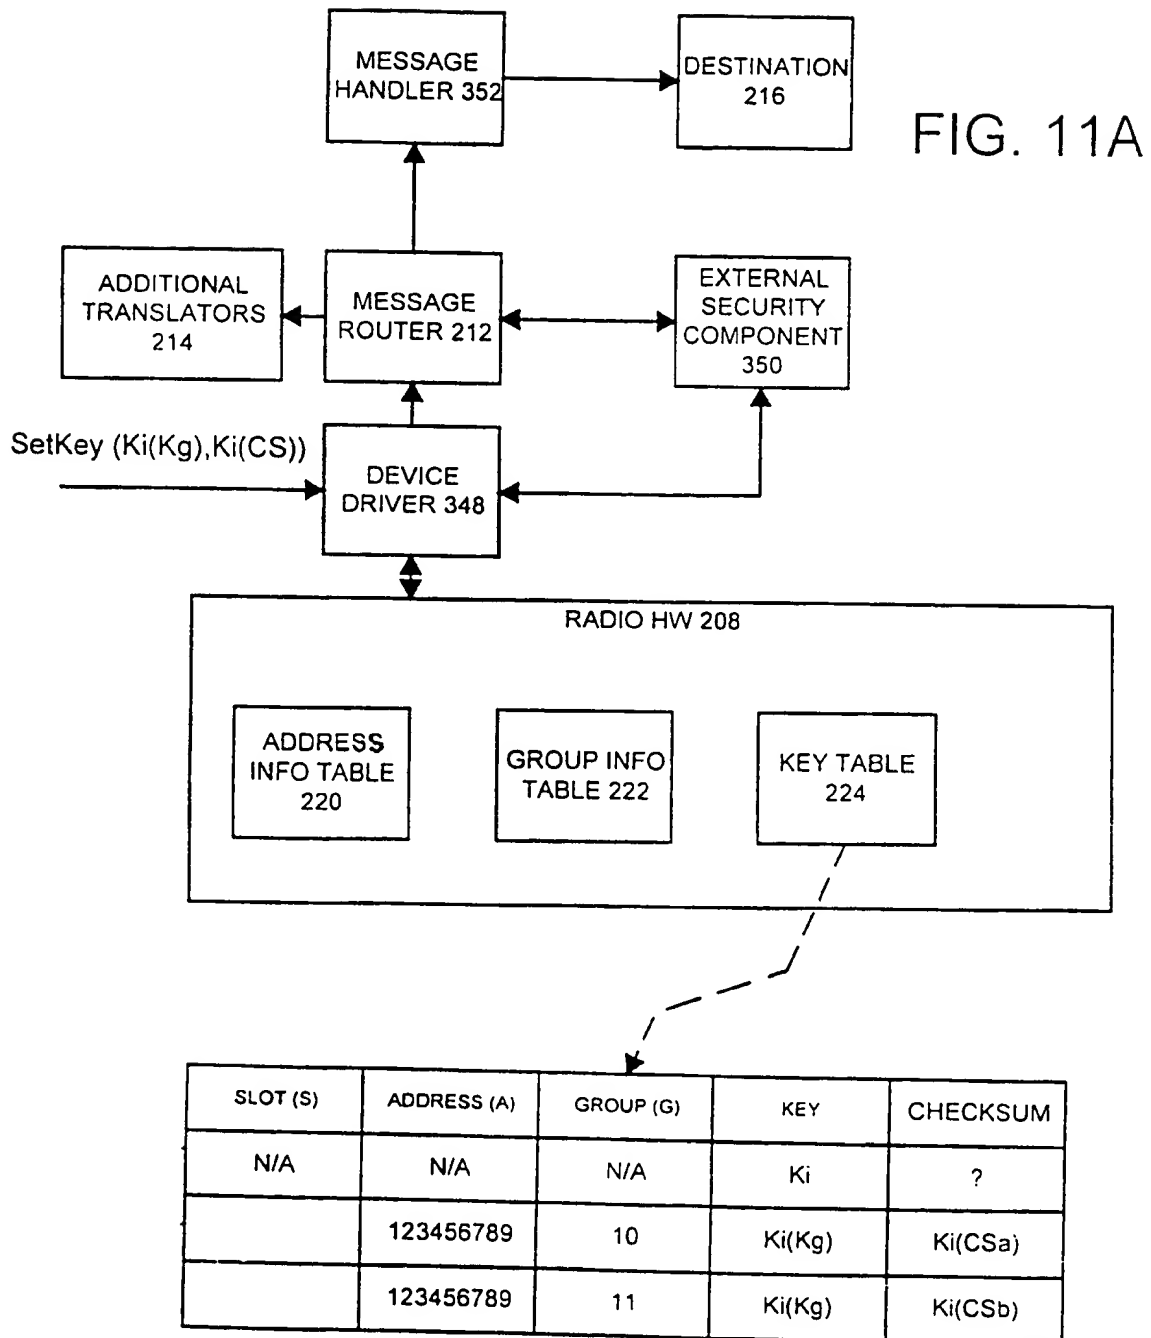 MESSAGE
HANDLER 352
DESTINATION
216
FIG. 11A
ADDITIONAL
TRANSLATORS
214
MESSAGE
ROUTER 212
EXTERNAL
SECURITY
COMPONENT
350
SetKey (Ki(Kg),Ki(CS))
DEVICE
DRIVER 348
RADIO HW 208
ADDRESS
INFO TABLE
220
GROUP INFO
TABLE 222
KEY TABLE
224
SLOT (S) ADDRESS (A) GROUP (G) KEY CHECKSUM
N/A N/A N/A Ki ?
123456789 10 Ki(Kg) Ki(CSa)
123456789 11 Ki(Kg) Ki(CSb)